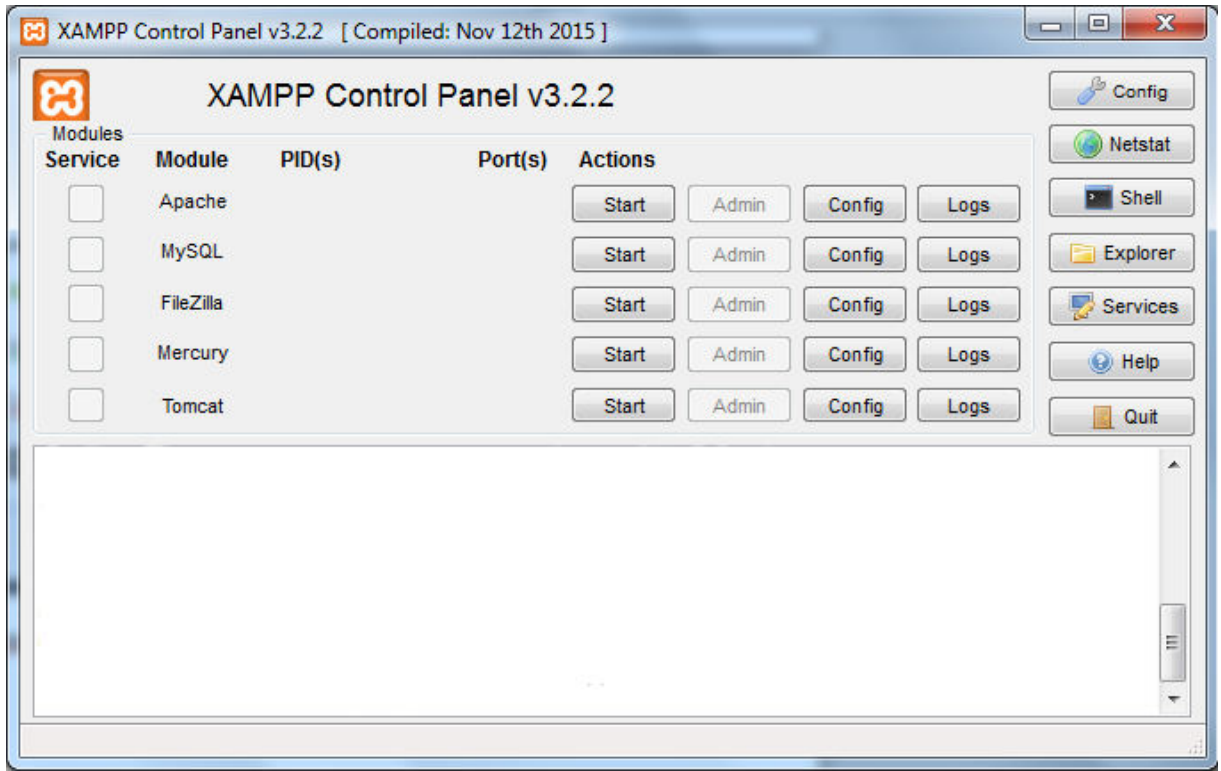 XAMPP Control Panel v3.2.2 [ Compiled: Nov 12th 2015 ]
XAMPP Control Panel v3.2.2
Modules
Service Module PID(s) Port(s) Actions
Apache Start Admin Config Logs
MySQL Start Admin Config Logs
FileZilla Start Admin Config Logs
Mercury Start Admin Config Logs
Tomcat Start Admin Config Logs
Config
Netstat
Shell
Explorer
Services
Help
Quit